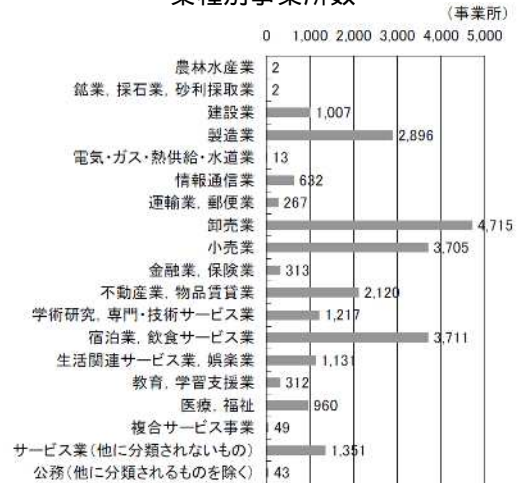 業種別事業所数
（事業所）
0 1,000 2,000 3,000 4,000 5,000
農林水産業 2
鉱業，採石業，砂利採取業 2
建設業 1,007
製造業 2,896
電気・ガス・熱供給・水道業 13
情報通信業 632
運輸業，郵便業 267
卸売業 4,715
小売業 3,705
金融業，保険業 313
不動産業，物品賃貸業 2,120
学術研究，専門・技術サービス業 1,217
宿泊業，飲食サービス業 3,711
生活関連サービス業，娯楽業 1,131
教育，学習支援業 312
医療，福祉 960
複合サービス事業 49
サービス業（他に分類されないもの） 1,351
公務（他に分類されるものを除く） 43